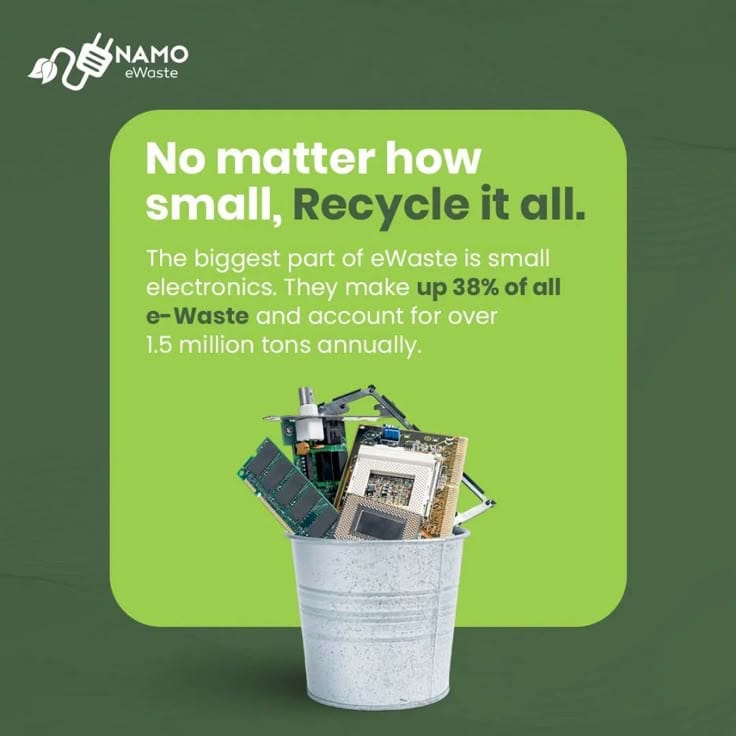 NAMO
eWaste
No matter how
small, Recycle it all.
The biggest part of eWaste is small
electronics. They make up 38% of all
e-Waste and account for over
1.5 million tons annually.